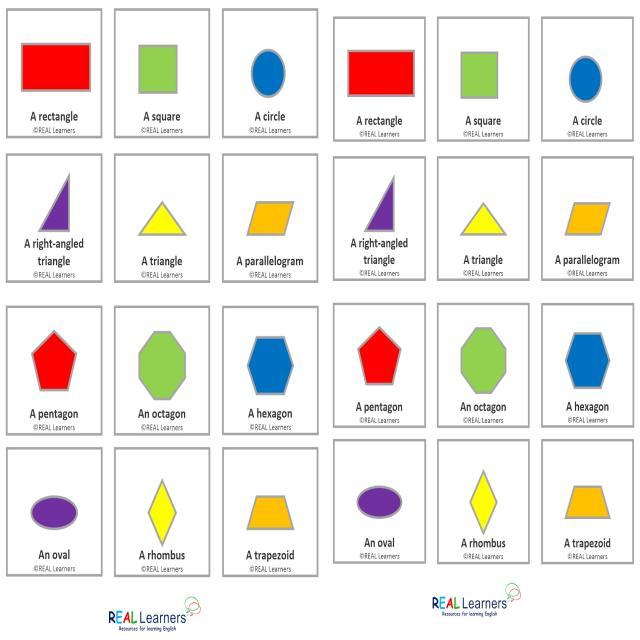 A rectangle
©REAL Learners
A square
©REAL Learners
A circle
©REAL Learners
A right-angled
triangle
©REAL Learners
A triangle
©REAL Learners
A parallelogram
©REAL Learners
A pentagon
©REAL Learners
An octagon
©REAL Learners
A hexagon
©REAL Learners
An oval
©REAL Learners
A rhombus
©REAL Learners
A trapezoid
©REAL Learners
REAL Learners
Resources for learning English
A rectangle
©REAL Learners
A square
©REAL Learners
A circle
©REAL Learners
A right-angled
triangle
©REAL Learners
A triangle
©REAL Learners
A parallelogram
©REAL Learners
A pentagon
©REAL Learners
An octagon
©REAL Learners
A hexagon
©REAL Learners
An oval
©REAL Learners
A rhombus
©REAL Learners
A trapezoid
©REAL Learners
REAL Learners
Resources for learning English